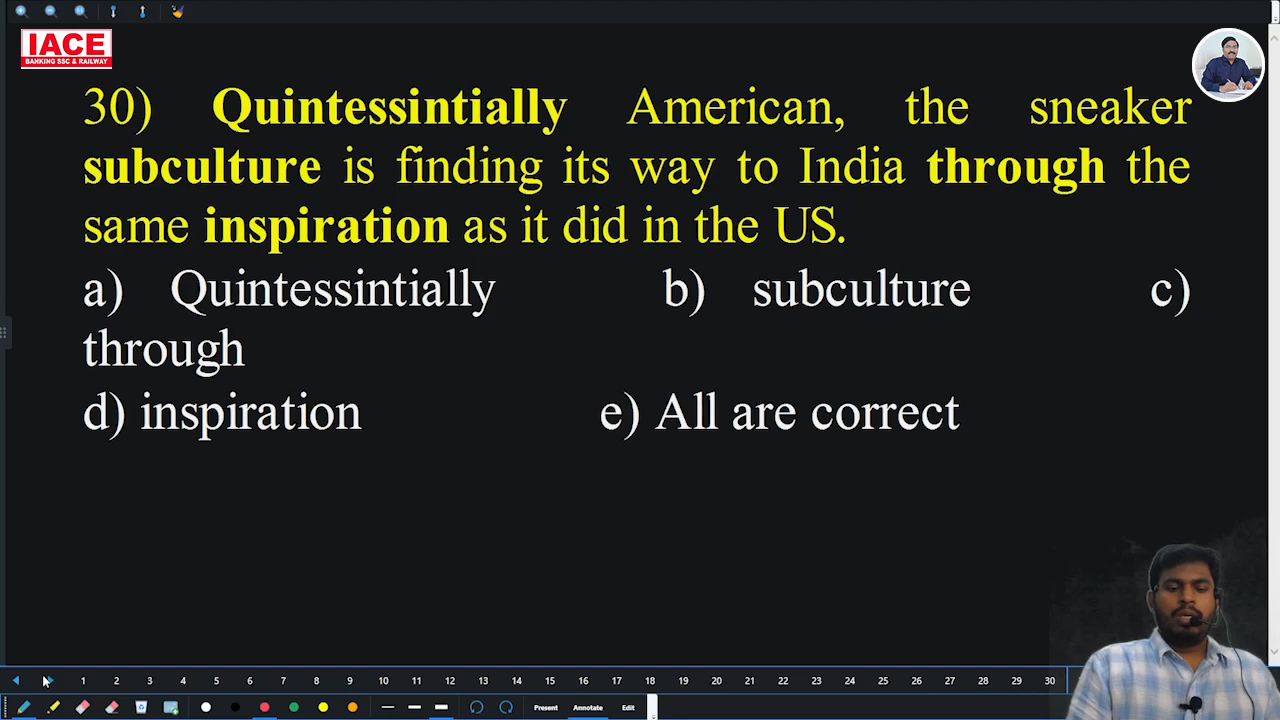 IACE
BANKING SSC & RAILWAY
30) Quintessintially American, the sneaker
subculture is finding its way to India through the
same inspiration as it did in the US.
a) Quintessintially b) subculture c)
through
d) inspiration e) All are correct
1 2 3 4 5 6 7 8 9 10 11 12 13 14 15 16 17 18 19 20 21 22 23 24 25 26 27 28 29 30
Present Annotate Edit